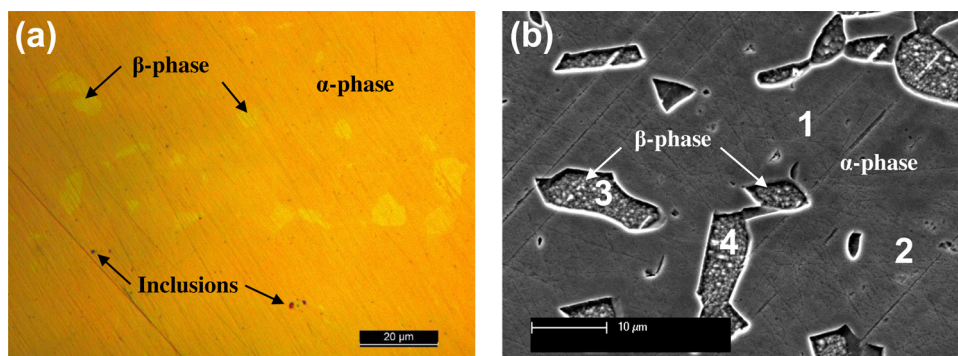 (a)
β-phase
α-phase
Inclusions
20 µm
(b)
1
β-phase
α-phase
3
4
2
10 µm